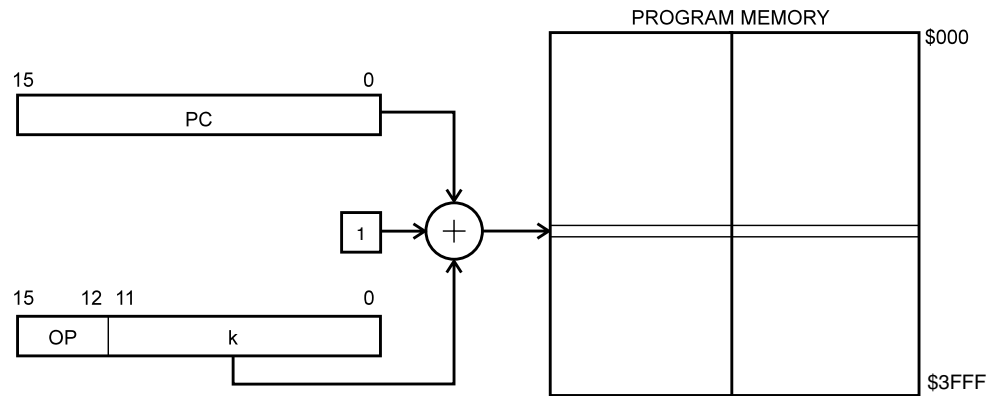 PROGRAM MEMORY
$000
15 0
PC
1
+
15 12 11 0
OP k
$3FFF